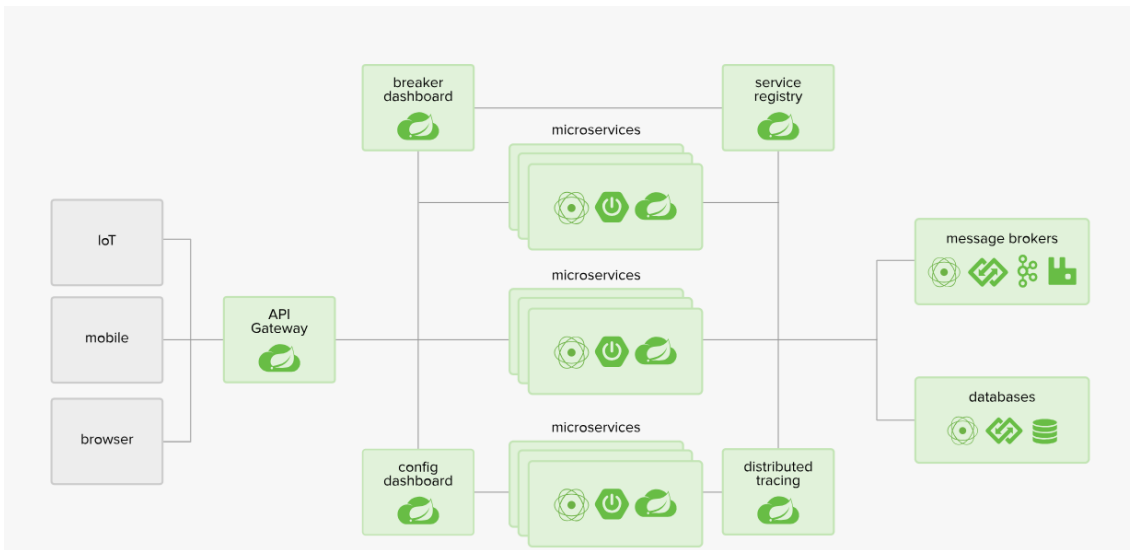 breaker
dashboard
service
registry
microservices
IoT
mobile
browser
API
Gateway
microservices
message brokers
databases
microservices
config
dashboard
distributed
tracing